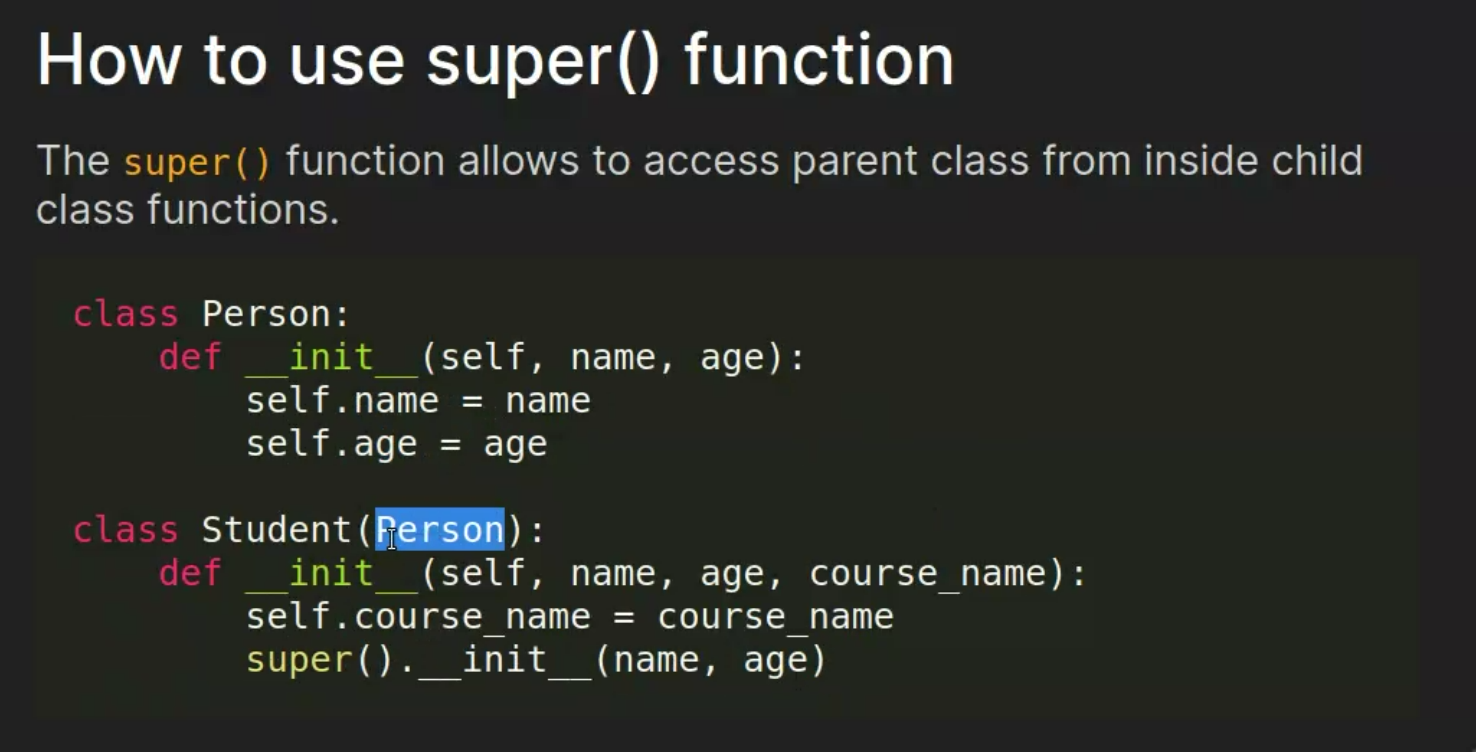 How to use super() function
The super() function allows to access parent class from inside child
class functions.
class Person:
    def __init__(self, name, age):
        self.name = name
        self.age = age
class Student(Person):
    def __init__(self, name, age, course_name):
        self.course_name = course_name
        super().__init__(name, age)